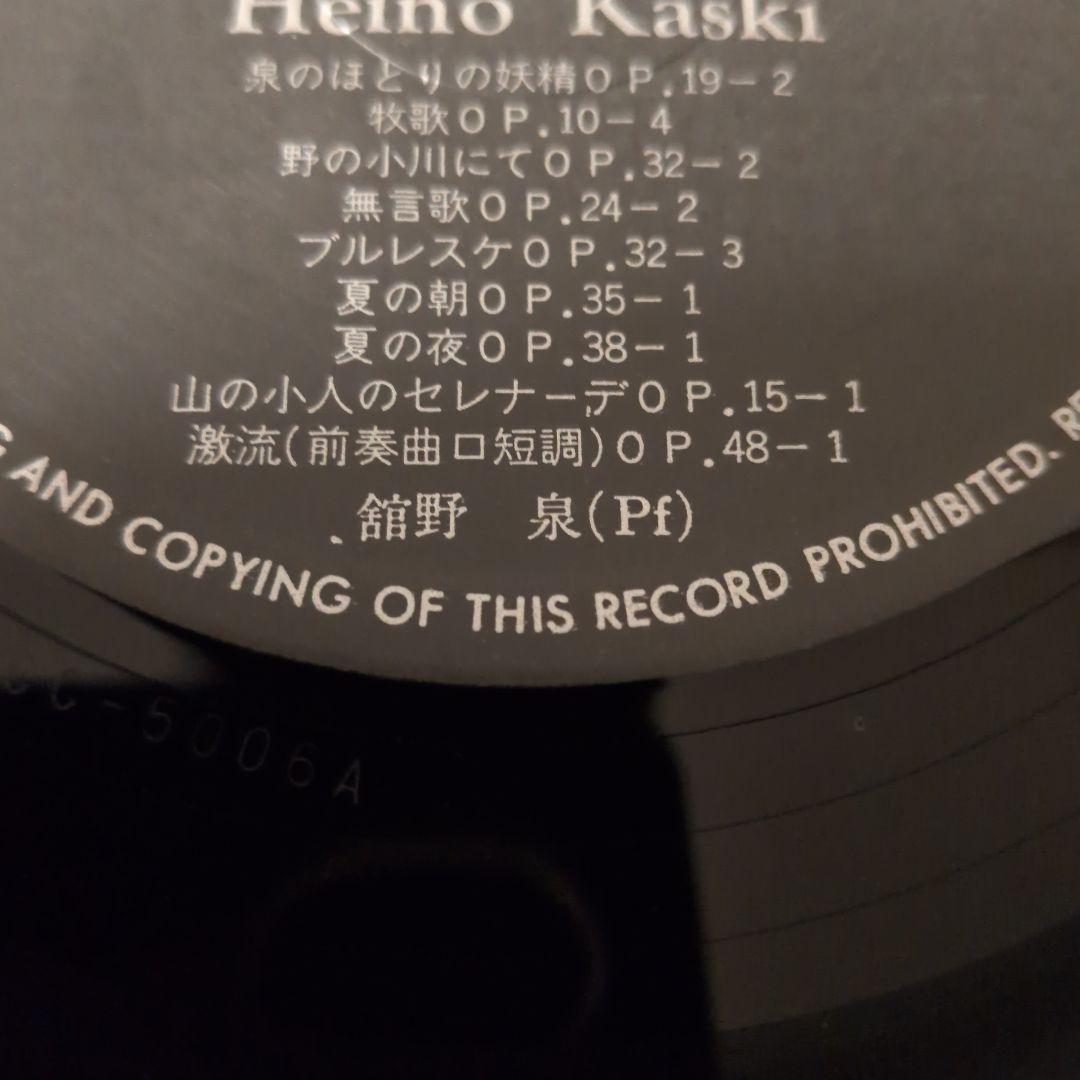 Heino Kaski
泉のほとりの妖精OP.19-2
牧歌OP.10-4
野の小川にてOP.32-2
無言歌OP.24-2
ブルレスケOP.32-3
夏の朝OP.35-1
夏の夜OP.38-1
山の小人のセレナーデOP.15-1
激流(前奏曲ロ短調)OP.48-1
舘野 泉(Pf)
AND COPYING OF THIS RECORD PROHIBITED.
-5006A